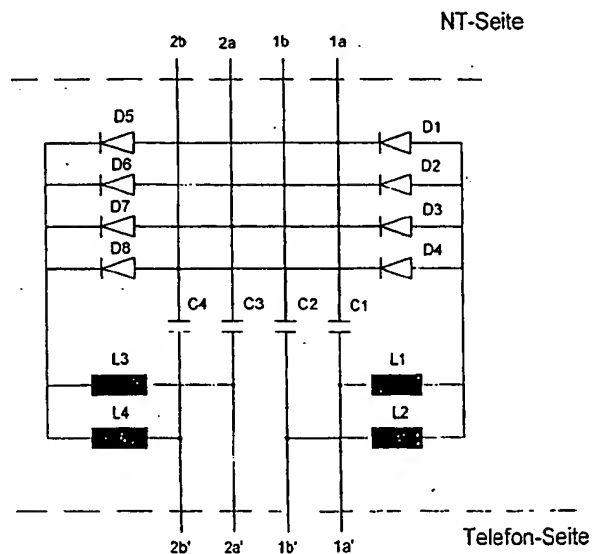 NT-Seite
2b 2a 1b 1a
D5 D1
D6 D2
D7 D3
D8 D4
C4 C3 C2 C1
L3 L1
L4 L2
2b' 2a' 1b' 1a'
Telefon-Seite